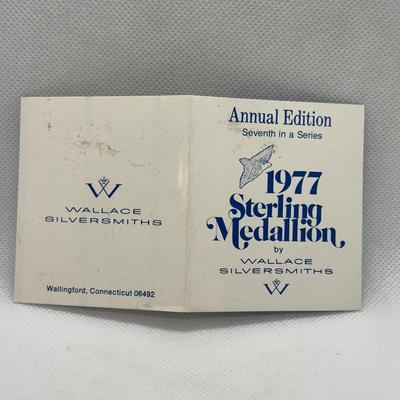 W
WALLACE
SILVERSMITHS
Wallingford, Connecticut 06492
Annual Edition
Seventh in a Series
1977
Sterling
Medallion
by
WALLACE
SILVERSMITHS
W